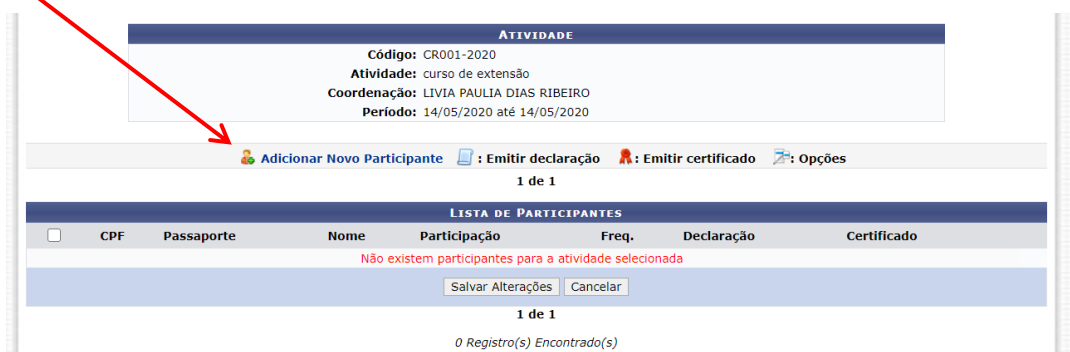 ATIVIDADE
Código: CR001-2020
Atividade: curso de extensão
Coordenação: LIVIA PAULIA DIAS RIBEIRO
Período: 14/05/2020 até 14/05/2020
Adicionar Novo Participante : Emitir declaração : Emitir certificado : Opções
1 de 1
LISTA DE PARTICIPANTES
CPF Passaporte Nome Participação Freq. Declaração Certificado
Não existem participantes para a atividade selecionada
Salvar Alterações Cancelar
1 de 1
0 Registro(s) Encontrado(s)